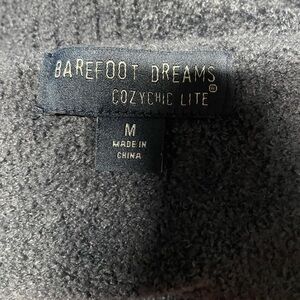 BAREFOOT DREAMS
COZYCHIC LITE®
M
MADE IN
CHINA